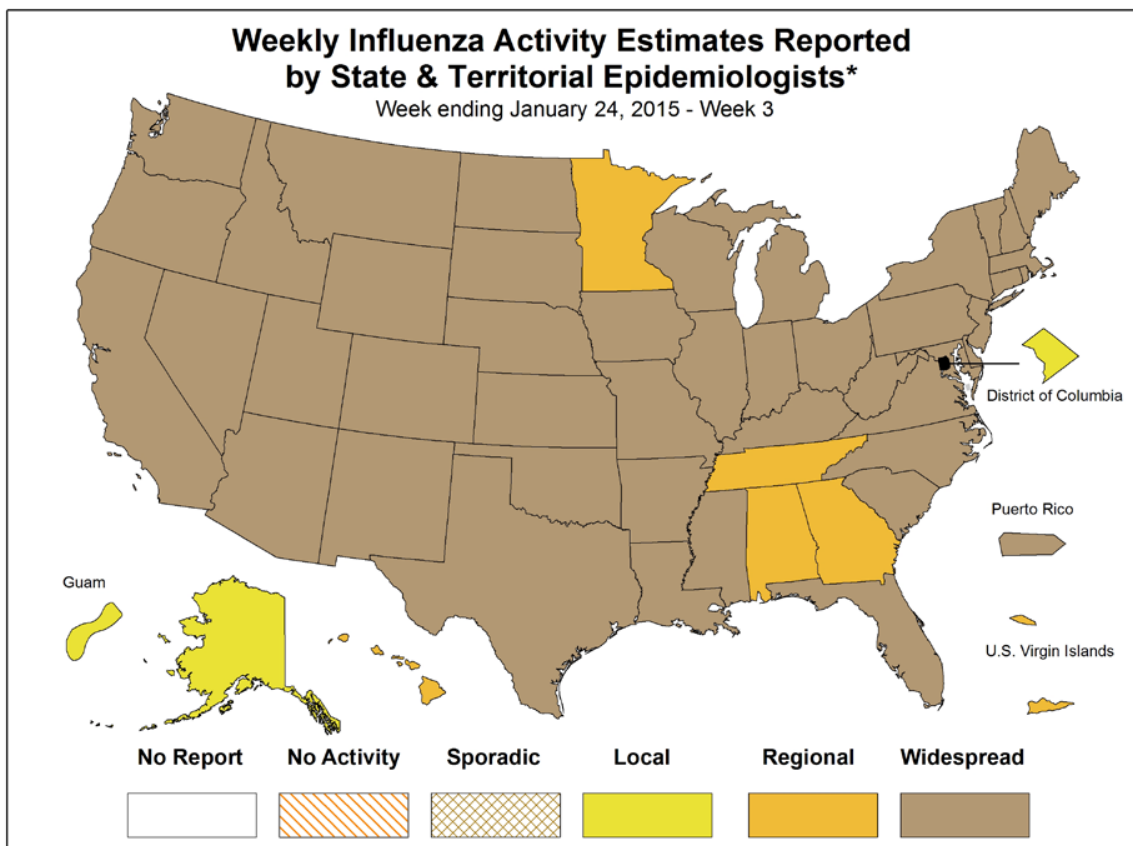 Weekly Influenza Activity Estimates Reported
by State & Territorial Epidemiologists*
Week ending January 24, 2015 - Week 3
District of Columbia
Puerto Rico
Guam
U.S. Virgin Islands
No Report
No Activity
Sporadic
Local
Regional
Widespread